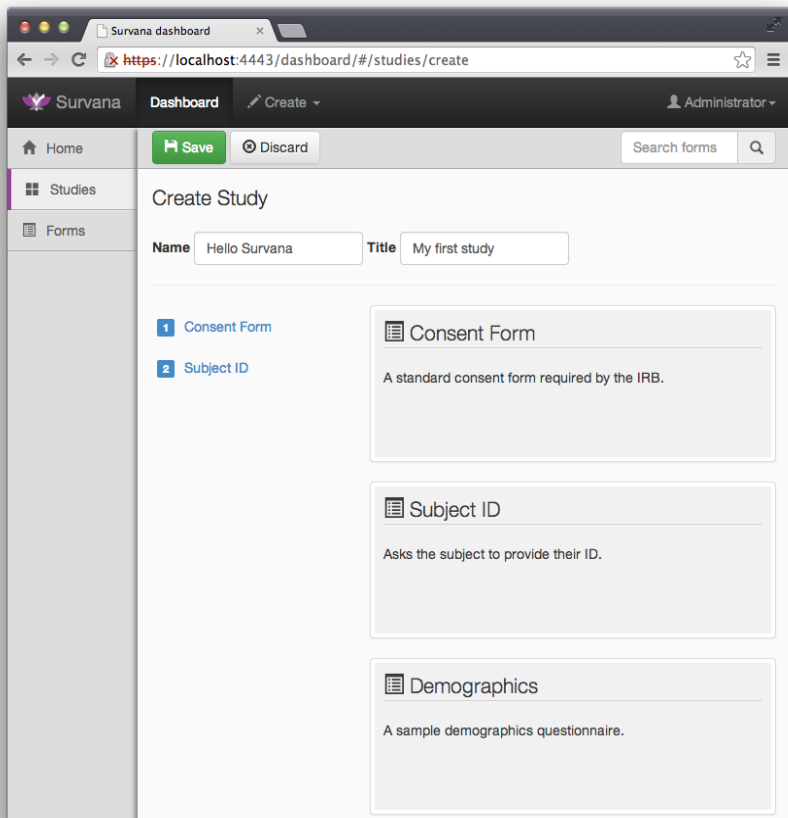 Survana dashboard
https://localhost:4443/dashboard/#/studies/create
Survana Dashboard Create Administrator
Home Save Discard Search forms
Studies
Forms
Create Study
Name Hello Survana Title My first study
1 Consent Form
2 Subject ID
Consent Form
A standard consent form required by the IRB.
Subject ID
Asks the subject to provide their ID.
Demographics
A sample demographics questionnaire.